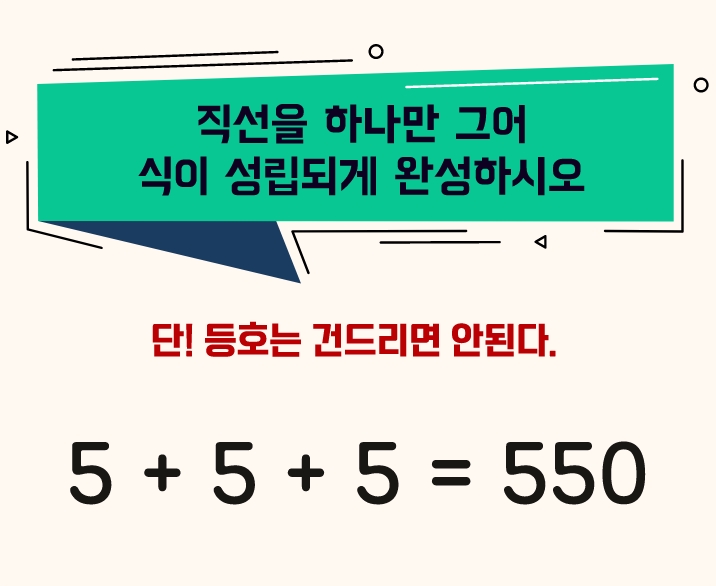 직선을 하나만 그어
식이 성립되게 완성하시오
단! 등호는 건드리면 안된다.
5 + 5 + 5 = 550